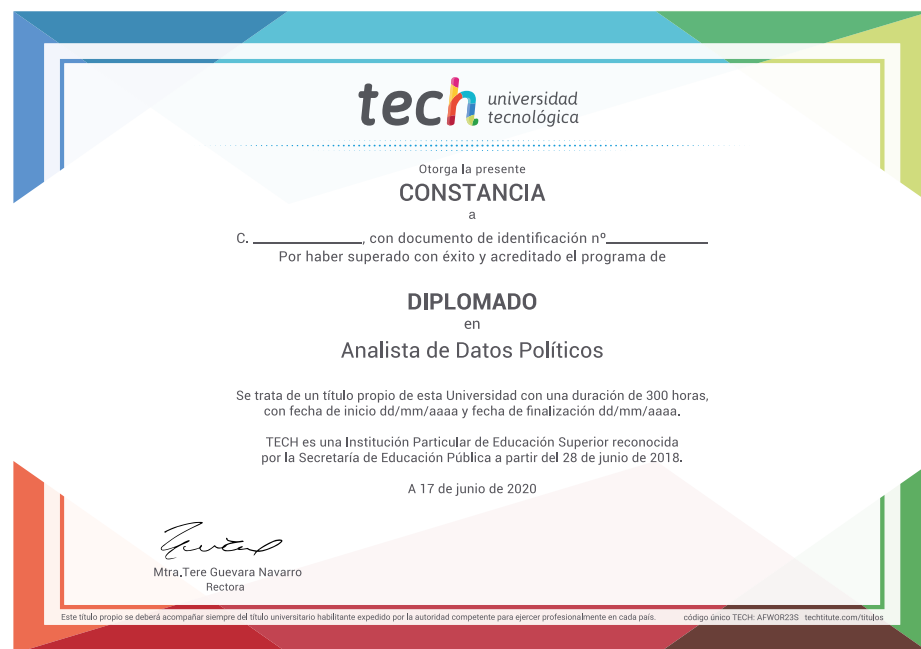 tech universidad
tecnológica
Otorga la presente
CONSTANCIA
a
C. ____________, con documento de identificación nº____________
Por haber superado con éxito y acreditado el programa de
DIPLOMADO
en
Analista de Datos Políticos
Se trata de un título propio de esta Universidad con una duración de 300 horas,
con fecha de inicio dd/mm/aaaa y fecha de finalización dd/mm/aaaa.
TECH es una Institución Particular de Educación Superior reconocida
por la Secretaría de Educación Pública a partir del 28 de junio de 2018.
A 17 de junio de 2020
Mtra.Tere Guevara Navarro
Rectora
Este título propio se deberá acompañar siempre del título universitario habilitante expedido por la autoridad competente para ejercer profesionalmente en cada país. código único TECH: AFWOR23S techtitute.com/titulos